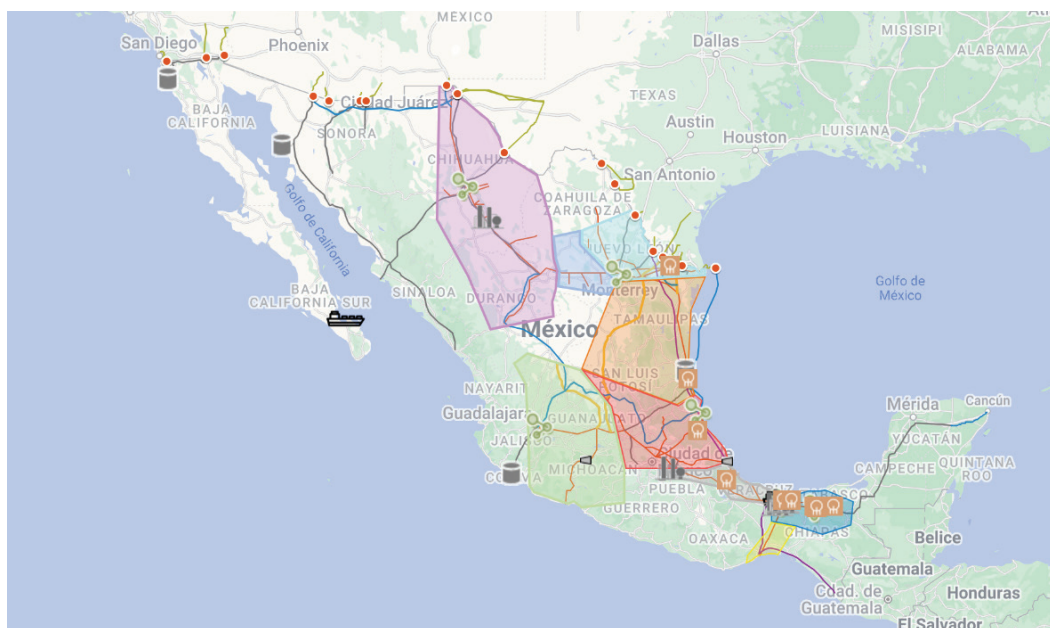 MEXICO
San Diego
Phoenix
Dallas
MISISIPI
ALABAMA
BAJA
CALIFORNIA
Ciudad Juárez
TEXAS
SONORA
Austin
LUISIANA
Houston
CHIHUAHUA
San Antonio
COAHUILA DE
ZARAGOZA
Golfo de California
NUEVO LEÓN
Golfo de
México
BAJA
CALIFORNIA SUR
SINALOA
DURANGO
Monterrey
México
TAMAULIPAS
SAN LUIS
POTOSÍ
NAYARIT
Guadalajara
GUANAJUATO
JALISCO
Mérida
Cancún
YUCATÁN
Ciudad de
MICHOACÁN
CAMPECHE
QUINTANA
ROO
PUEBLA
GUERRERO
OAXACA
CHIAPAS
Belice
Guatemala
Cdad. de
Guatemala
Honduras
El Salvador